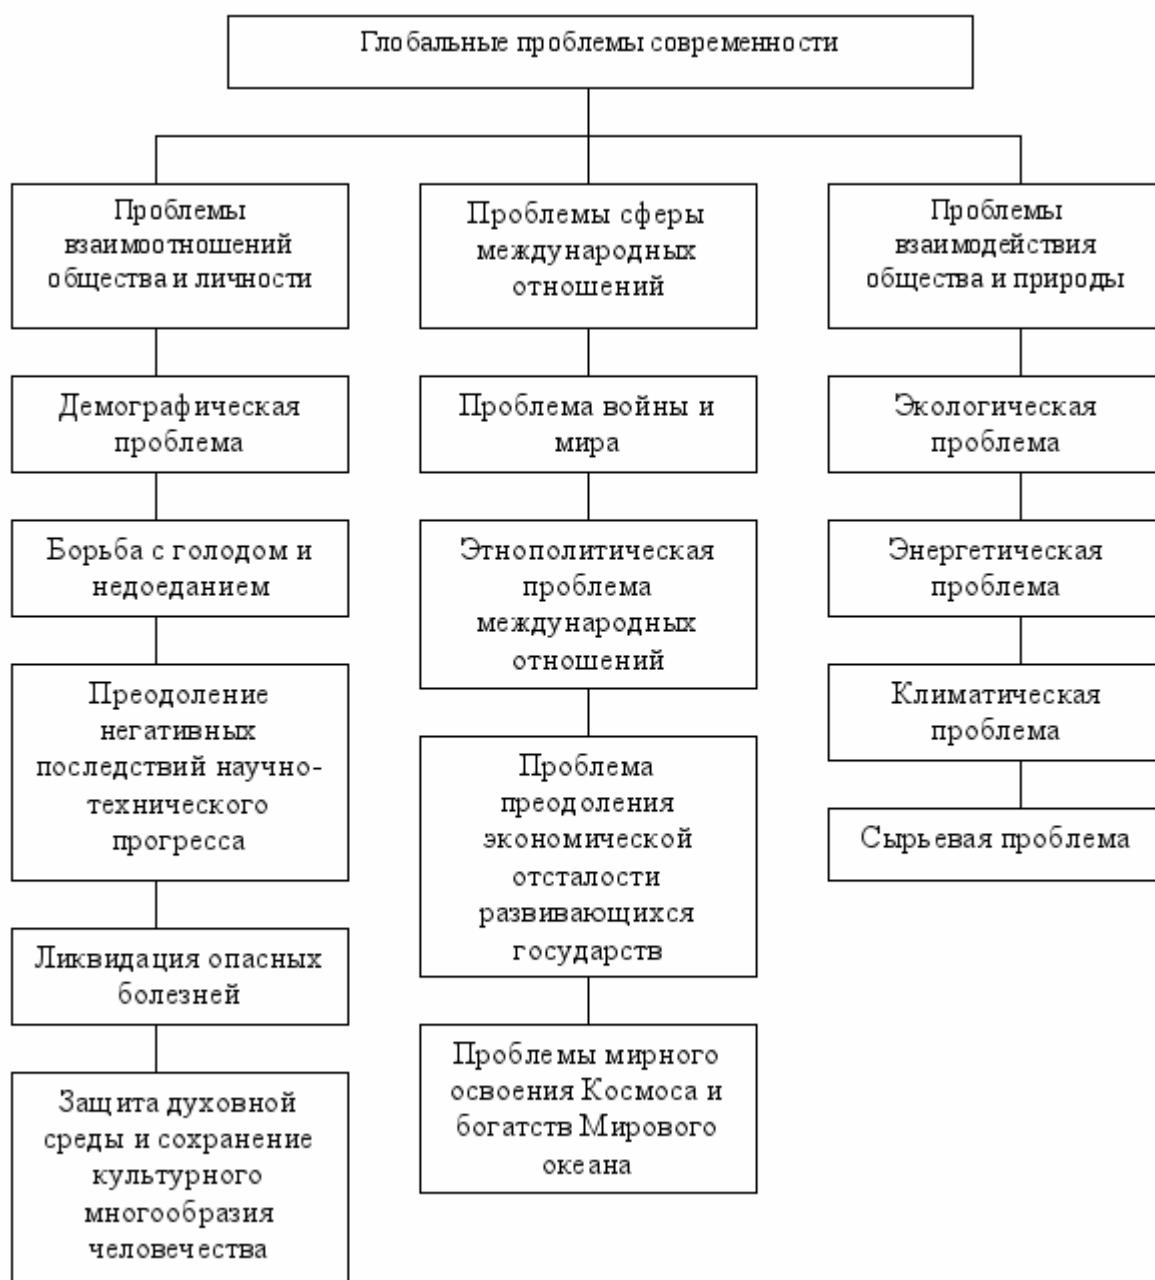 Глобальные проблемы современности
Проблемы
взаимоотношений
общества и личности
Демографическая
проблема
Борьба с голодом и
недоеданием
Преодоление
негативных
последствий научно-
технического
прогресса
Ликвидация опасных
болезней
Защита духовной
среды и сохранение
культурного
многообразия
человечества
Проблемы сферы
международных
отношений
Проблема войны и
мира
Этнополитическая
проблема
международных
отношений
Проблема
преодоления
экономической
отсталости
развивающихся
государств
Проблемы мирного
освоения Космоса и
богатств Мирового
океана
Проблемы
взаимодействия
общества и природы
Экологическая
проблема
Энергетическая
проблема
Климатическая
проблема
Сырьевая проблема